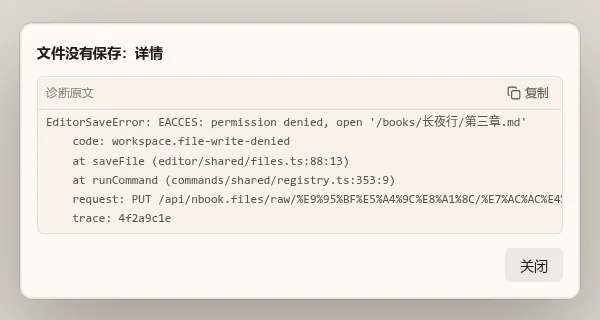 文件没有保存：详情
诊断原文
复制
EditorSaveError: EACCES: permission denied, open '/books/长夜行/第三章.md'
code: workspace.file-write-denied
at saveFile (editor/shared/files.ts:88:13)
at runCommand (commands/shared/registry.ts:353:9)
request: PUT /api/nbook.files/raw/%E9%95%BF%E5%A4%9C%E8%A1%8C/%E7%AC%AC%E4%
trace: 4f2a9c1e
关闭